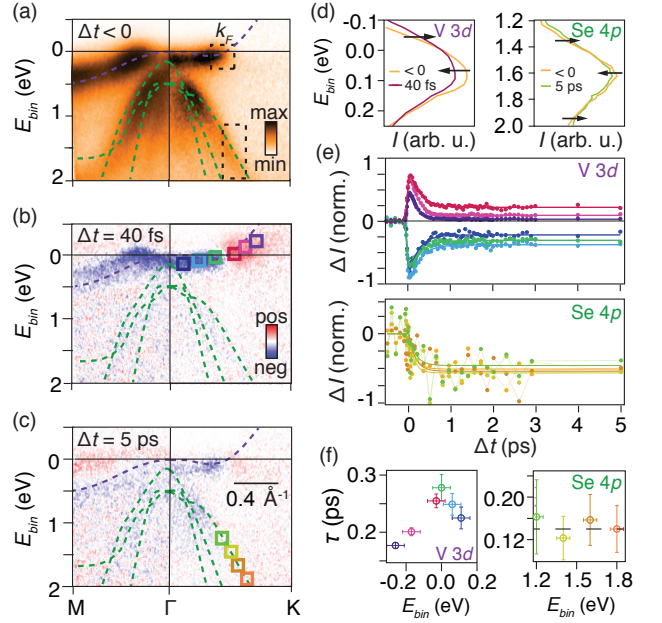 (a)
Δt < 0
k_F
0
1
2
E_bin (eV)
max
min
(b)
Δt = 40 fs
0
1
2
E_bin (eV)
pos
neg
(c)
Δt = 5 ps
0
1
2
E_bin (eV)
0.4 Å⁻¹
M Γ K
(d)
V 3d
-0.1
0.0
0.1
0.2
E_bin (eV)
< 0
40 fs
I (arb. u.)
Se 4p
1.2
1.4
1.6
1.8
2.0
< 0
5 ps
I (arb. u.)
(e)
V 3d
1
0
-1
ΔI (norm.)
Se 4p
0
-1
ΔI (norm.)
0 1 2 3 4 5
Δt (ps)
(f)
0.3
0.2
τ (ps)
V 3d
-0.2 0.0 0.2
E_bin (eV)
Se 4p
0.20
0.12
1.2 1.4 1.6 1.8
E_bin (eV)